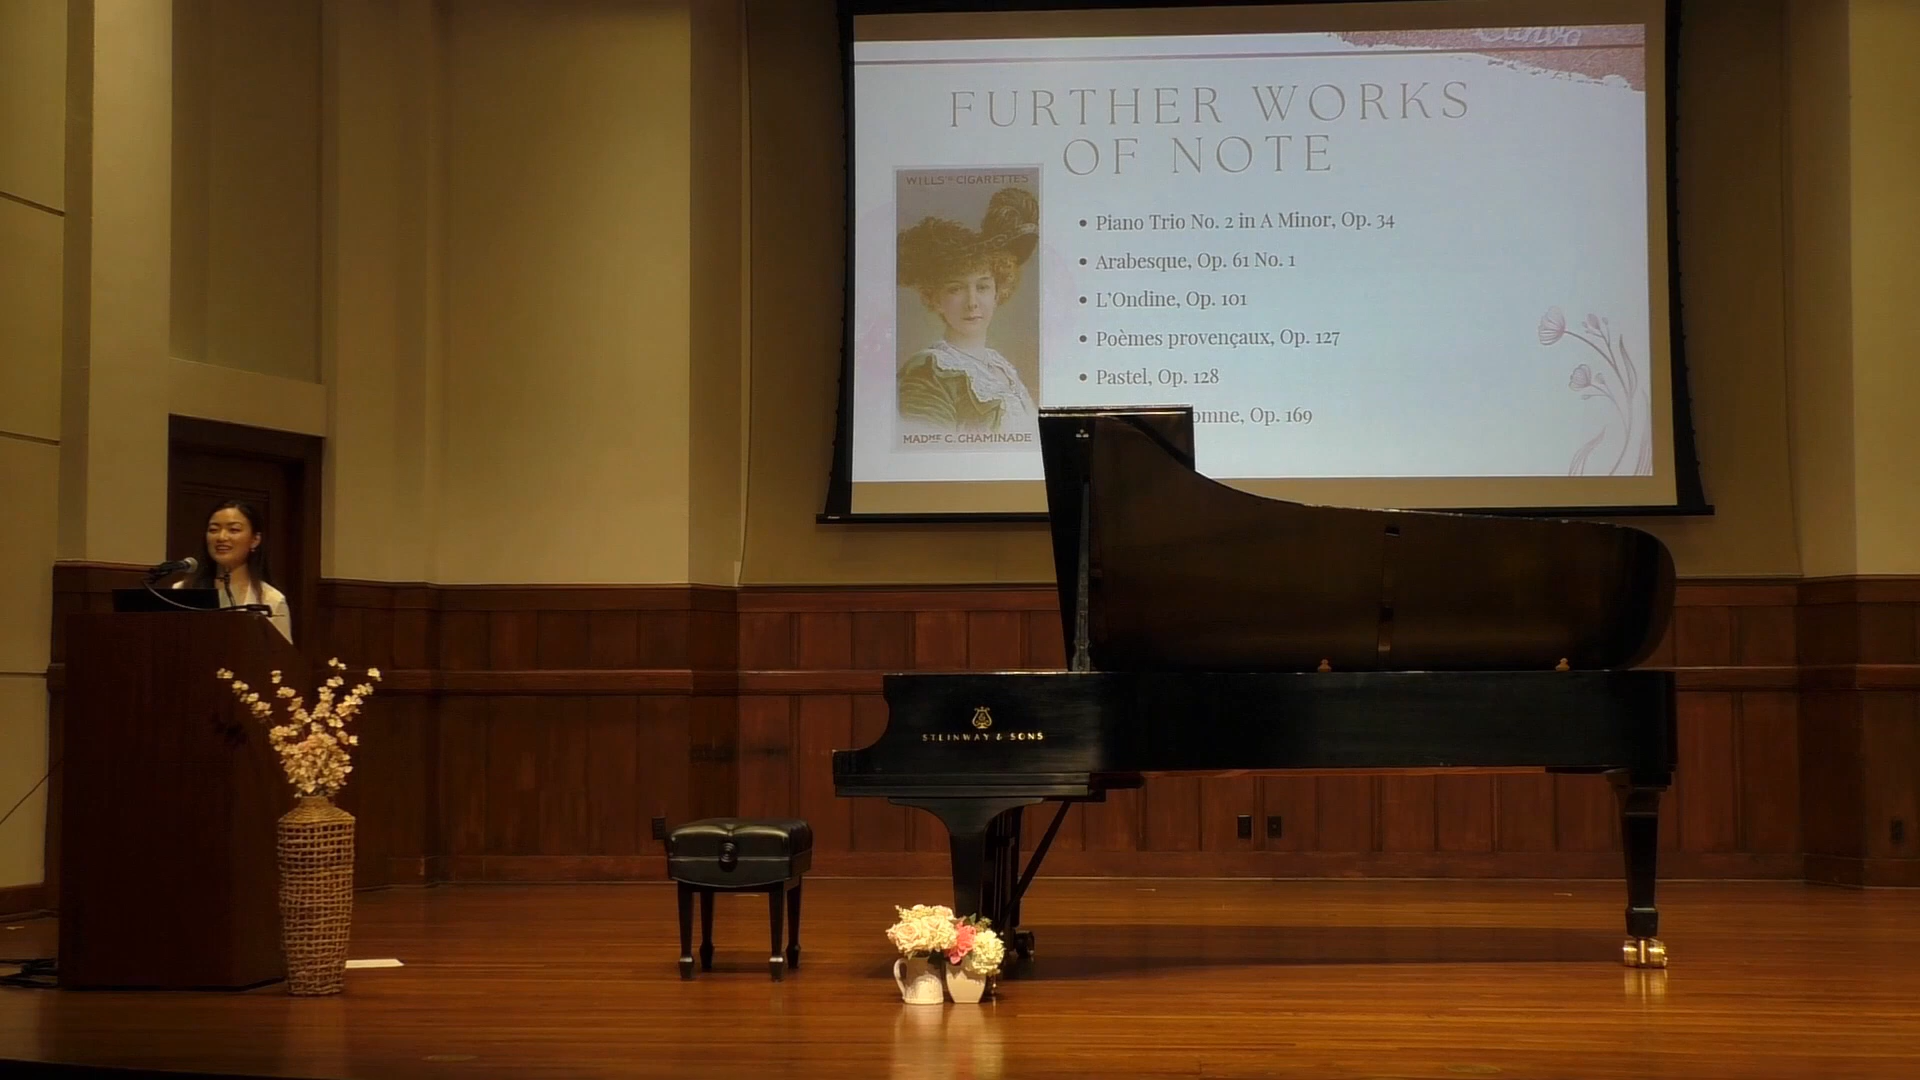 Canva
FURTHER WORKS
OF NOTE
WILLS'S CIGARETTES
MADME C. CHAMINADE
• Piano Trio No. 2 in A Minor, Op. 34
• Arabesque, Op. 61 No. 1
• L'Ondine, Op. 101
• Poèmes provençaux, Op. 127
• Pastel, Op. 128
omne, Op. 169
STEINWAY & SONS